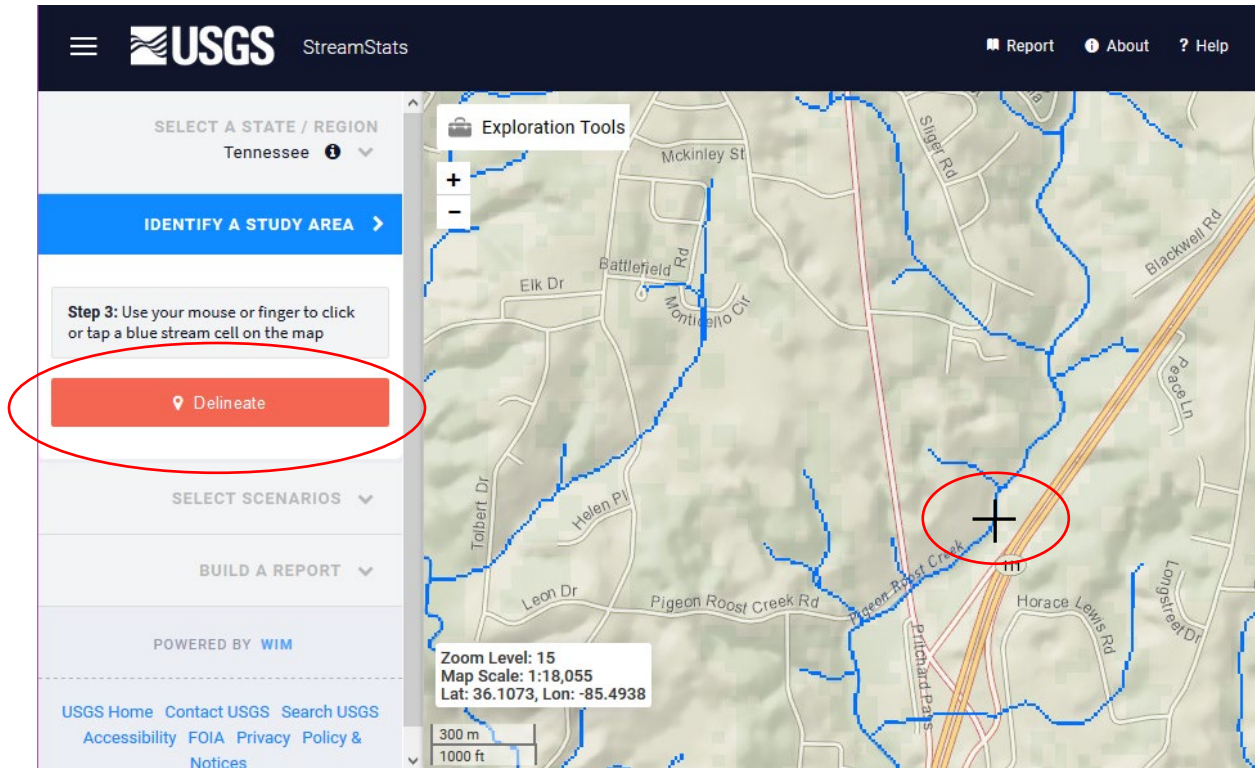 USGS StreamStats Report About ? Help
SELECT A STATE / REGION
Tennessee
IDENTIFY A STUDY AREA
Step 3: Use your mouse or finger to click
or tap a blue stream cell on the map
Delineate
SELECT SCENARIOS
BUILD A REPORT
POWERED BY WIM
USGS Home Contact USGS Search USGS
Accessibility FOIA Privacy Policy &
Notices
Exploration Tools
+
−
Mckinley St
Sliger Rd
Blackwell Rd
Battlefield Rd
Elk Dr
Monticello Cir
Peace Ln
Tolbert Dr
Helen Pl
Pigeon Roost Creek
111
Leon Dr
Pigeon Roost Creek Rd
Horace Lewis Rd
Longstreet Dr
Pritchard Pass
Zoom Level: 15
Map Scale: 1:18,055
Lat: 36.1073, Lon: -85.4938
300 m
1000 ft